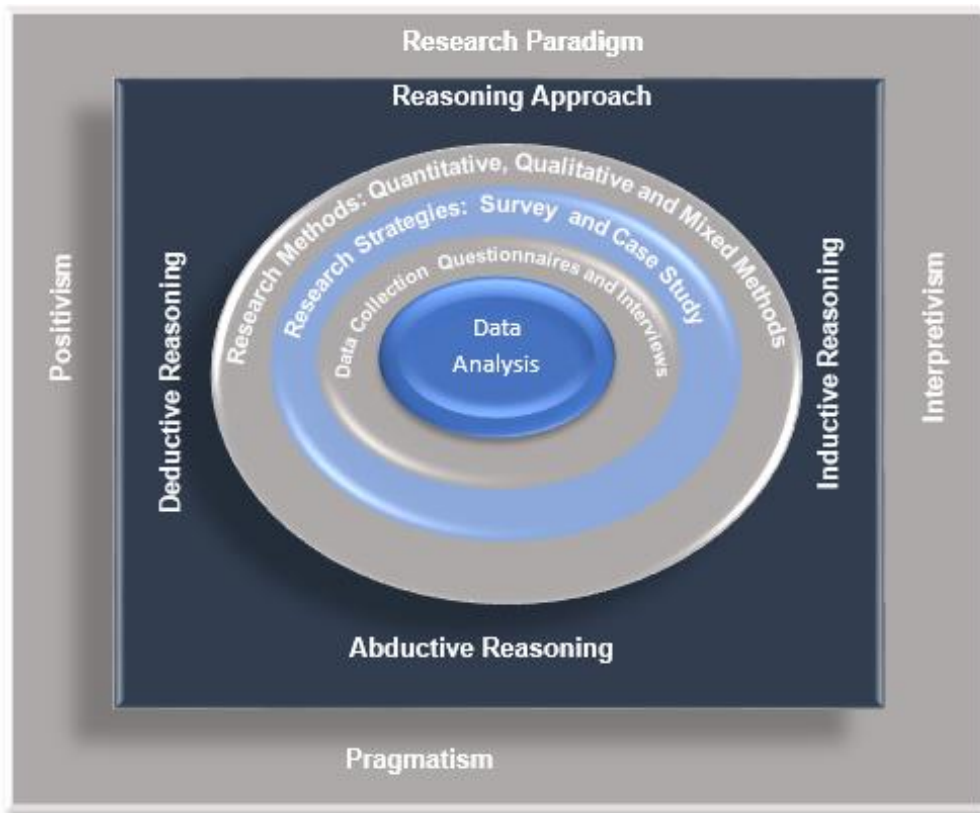 Research Paradigm
Reasoning Approach
Research Methods: Quantitative, Qualitative and Mixed Methods
Research Strategies: Survey and Case Study
Data Collection Questionnaires and Interviews
Data
Analysis
Positivism
Deductive Reasoning
Inductive Reasoning
Interpretivism
Abductive Reasoning
Pragmatism